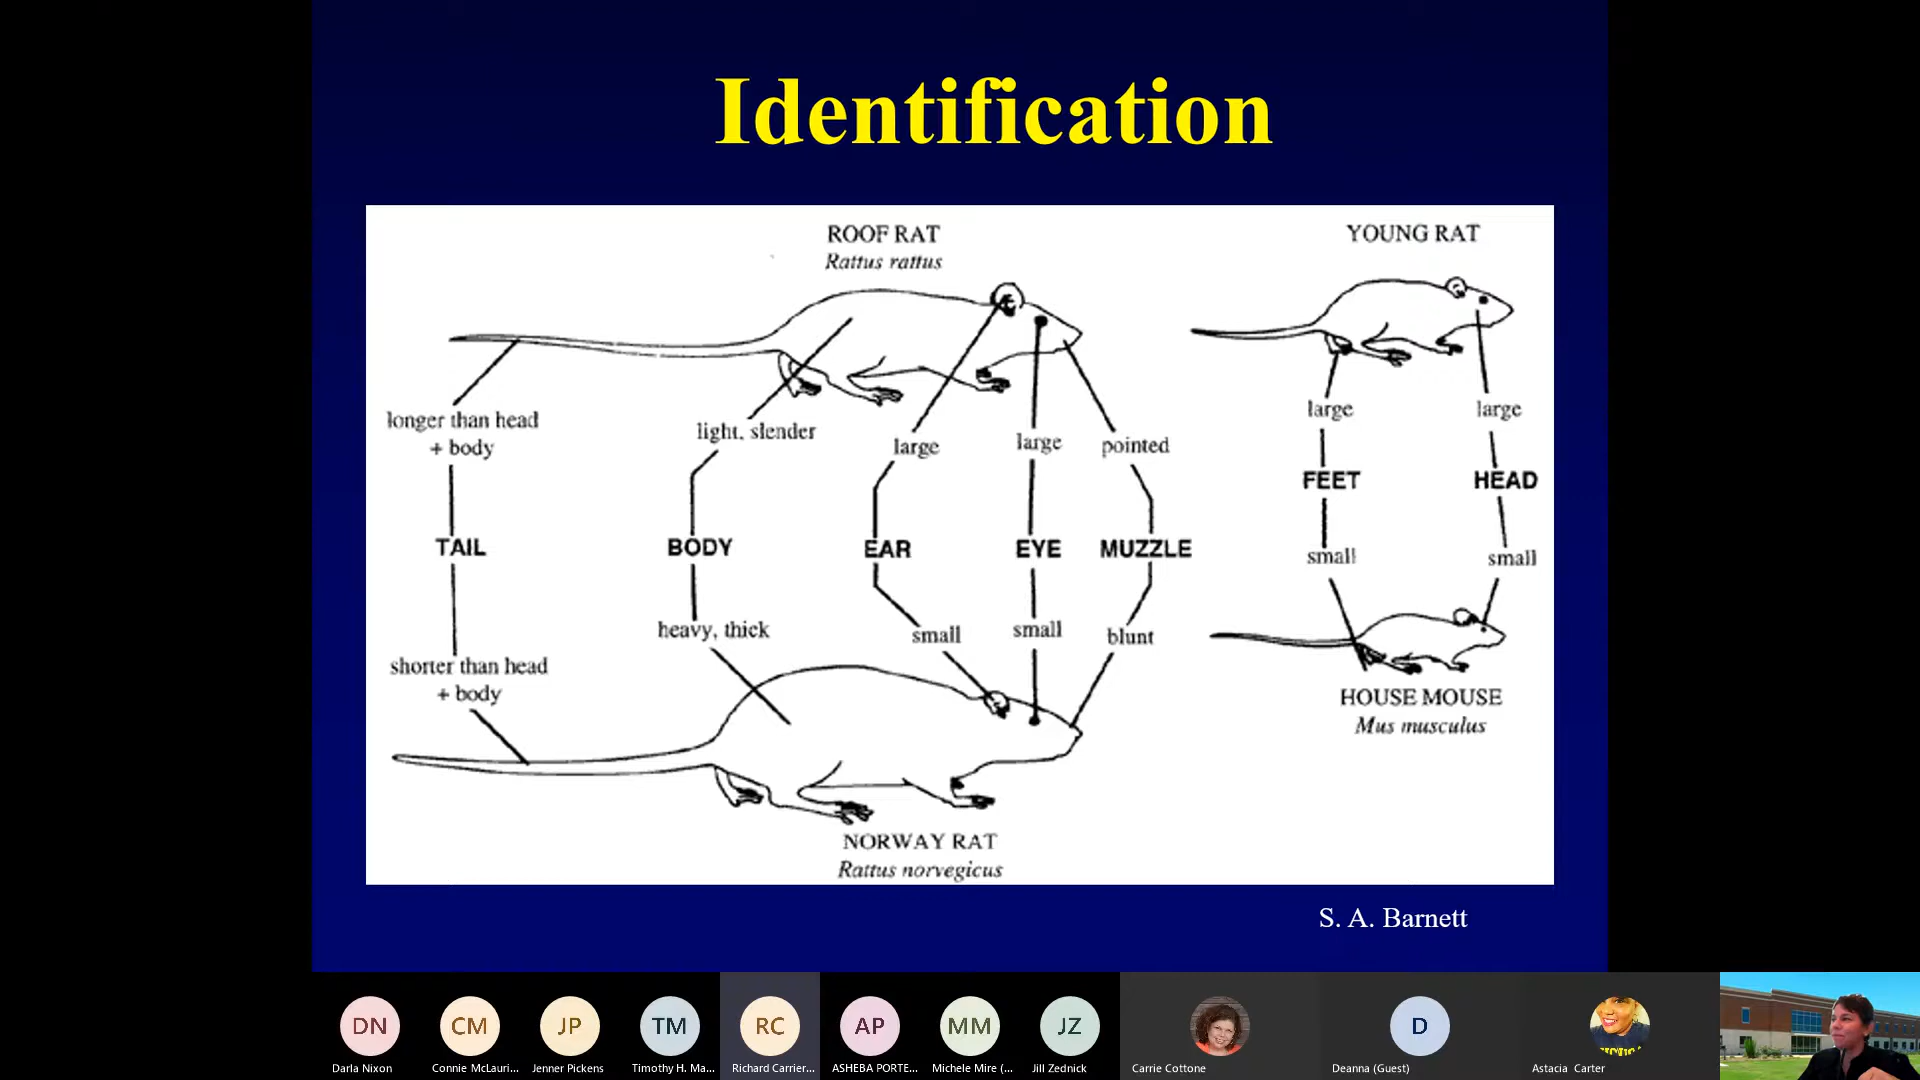 Identification
ROOF RAT
Rattus rattus
YOUNG RAT
longer than head
+ body
light, slender
large
large
pointed
large
large
FEET
HEAD
TAIL
BODY
EAR
EYE
MUZZLE
small
small
heavy, thick
small
small
blunt
shorter than head
+ body
HOUSE MOUSE
Mus musculus
NORWAY RAT
Rattus norvegicus
S. A. Barnett
DN
CM
JP
TM
RC
AP
MM
JZ
D
Darla Nixon
Connie McLauri...
Jenner Pickens
Timothy H. Ma...
Richard Carrier...
ASHEBA PORTE...
Michele Mire (...
Jill Zednick
Carrie Cottone
Deanna (Guest)
Astacia Carter